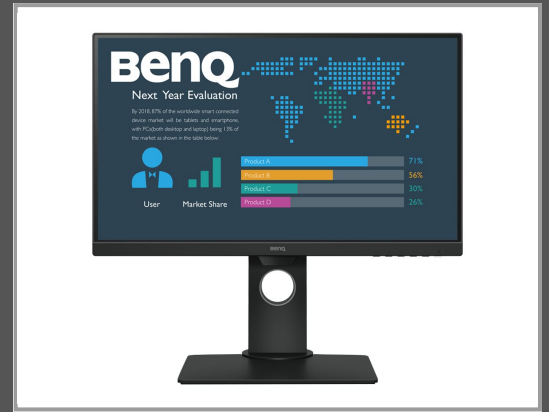 BenQ
Next Year Evaluation
By 2018, 87% of the worldwide smart connected
device market will be tablets and smartphone,
with PCs(both desktop and laptop) being 13% of
the market as shown in the table below
Product A 71%
Product B 56%
Product C 30%
Product D 26%
User Market Share
BenQ